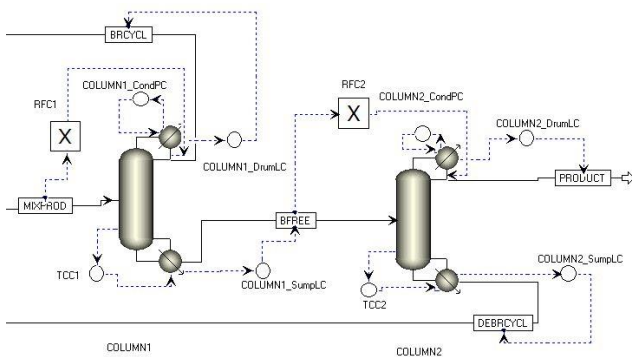 BRCYCL
COLUMN1_CondPC
RFC1
X
COLUMN1_DrumLC
RFC2
X
COLUMN2_CondPC
COLUMN2_DrumLC
PRODUCT
MIXPROD
BFREE
TCC1
COLUMN1_SumpLC
COLUMN2_SumpLC
TCC2
DEBRCYCL
COLUMN1
COLUMN2